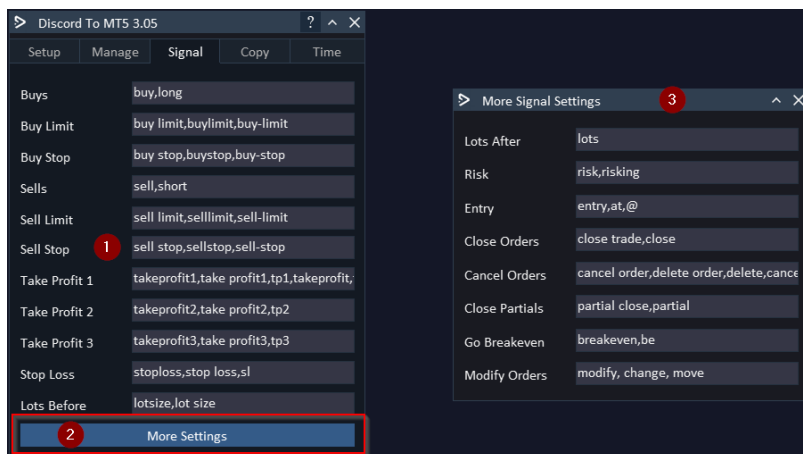 Discord To MT5 3.05 ?
Setup Manage Signal Copy Time
Buys buy,long
Buy Limit buy limit,buylimit,buy-limit
Buy Stop buy stop,buystop,buy-stop
Sells sell,short
Sell Limit sell limit,selllimit,sell-limit
Sell Stop 1 sell stop,sellstop,sell-stop
Take Profit 1 takeprofit1,take profit1,tp1,takeprofit,
Take Profit 2 takeprofit2,take profit2,tp2
Take Profit 3 takeprofit3,take profit3,tp3
Stop Loss stoploss,stop loss,sl
Lots Before lotsize,lot size
2 More Settings
More Signal Settings 3
Lots After lots
Risk risk,risking
Entry entry,at,@
Close Orders close trade,close
Cancel Orders cancel order,delete order,delete,cance
Close Partials partial close,partial
Go Breakeven breakeven,be
Modify Orders modify, change, move